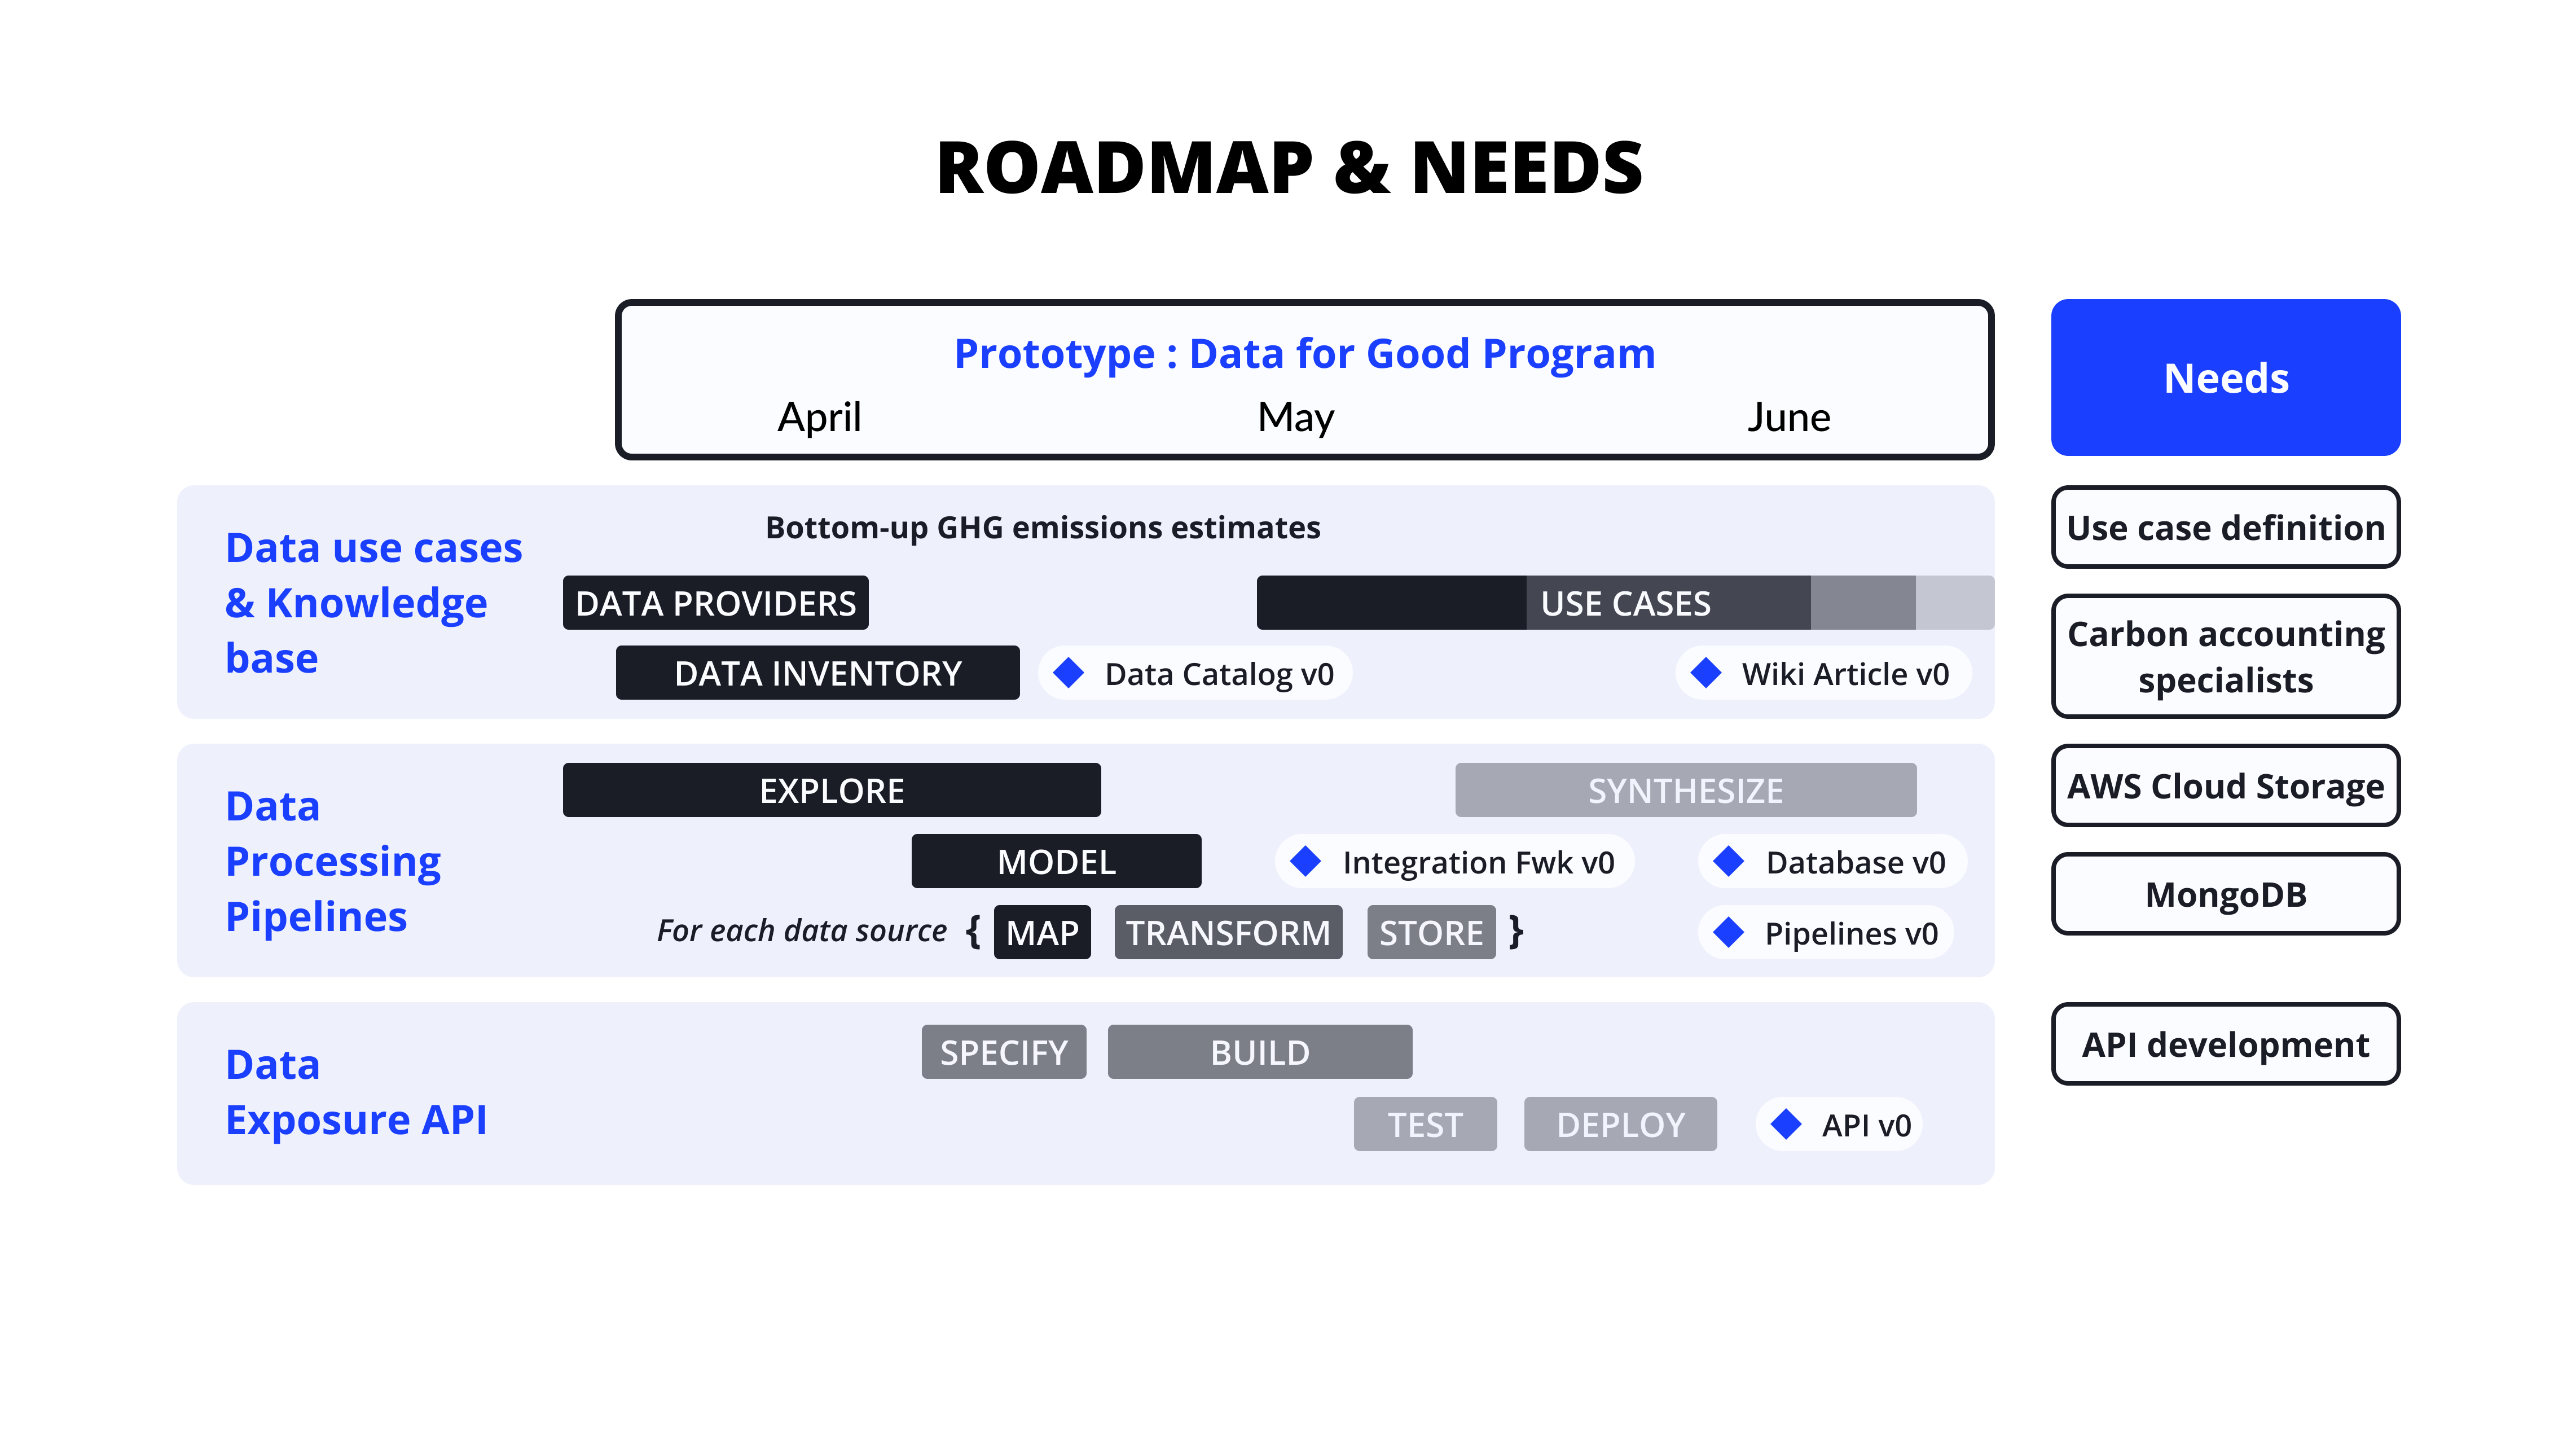 ROADMAP & NEEDS
Prototype : Data for Good Program
April May June
Needs
Data use cases
& Knowledge
base
Bottom-up GHG emissions estimates
DATA PROVIDERS
USE CASES
DATA INVENTORY
Data Catalog v0
Wiki Article v0
Use case definition
Carbon accounting
specialists
Data
Processing
Pipelines
EXPLORE
SYNTHESIZE
MODEL
Integration Fwk v0
Database v0
For each data source { MAP TRANSFORM STORE }
Pipelines v0
AWS Cloud Storage
MongoDB
Data
Exposure API
SPECIFY
BUILD
TEST
DEPLOY
API v0
API development